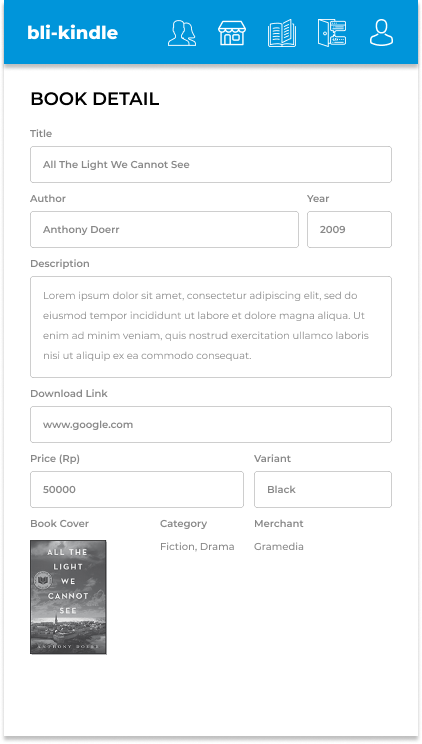 bli-kindle
BOOK DETAIL
Title
All The Light We Cannot See
Author
Year
Anthony Doerr
2009
Description
Lorem ipsum dolor sit amet, consectetur adipiscing elit, sed do
eiusmod tempor incididunt ut labore et dolore magna aliqua. Ut
enim ad minim veniam, quis nostrud exercitation ullamco laboris
nisi ut aliquip ex ea commodo consequat.
Download Link
www.google.com
Price (Rp)
Variant
50000
Black
Book Cover
Category
Merchant
Fiction, Drama
Gramedia
ALL THE
LIGHT
WE
CANNOT
SEE
ANTHONY DOERR